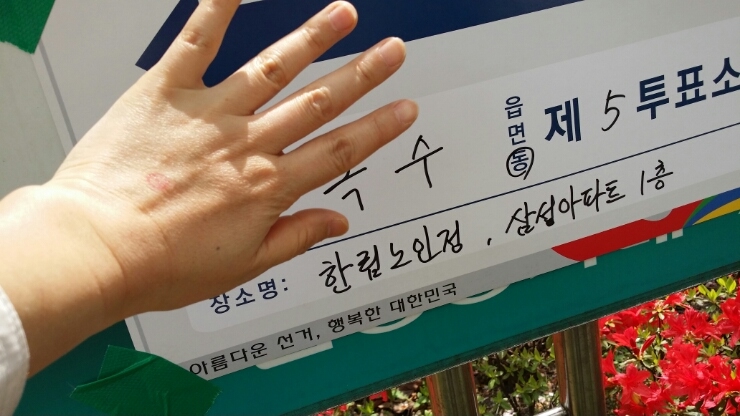 수 읍면동 제 5 투표소
장소명: 한림노인정, 삼성아파트 1층
아름다운 선거, 행복한 대한민국